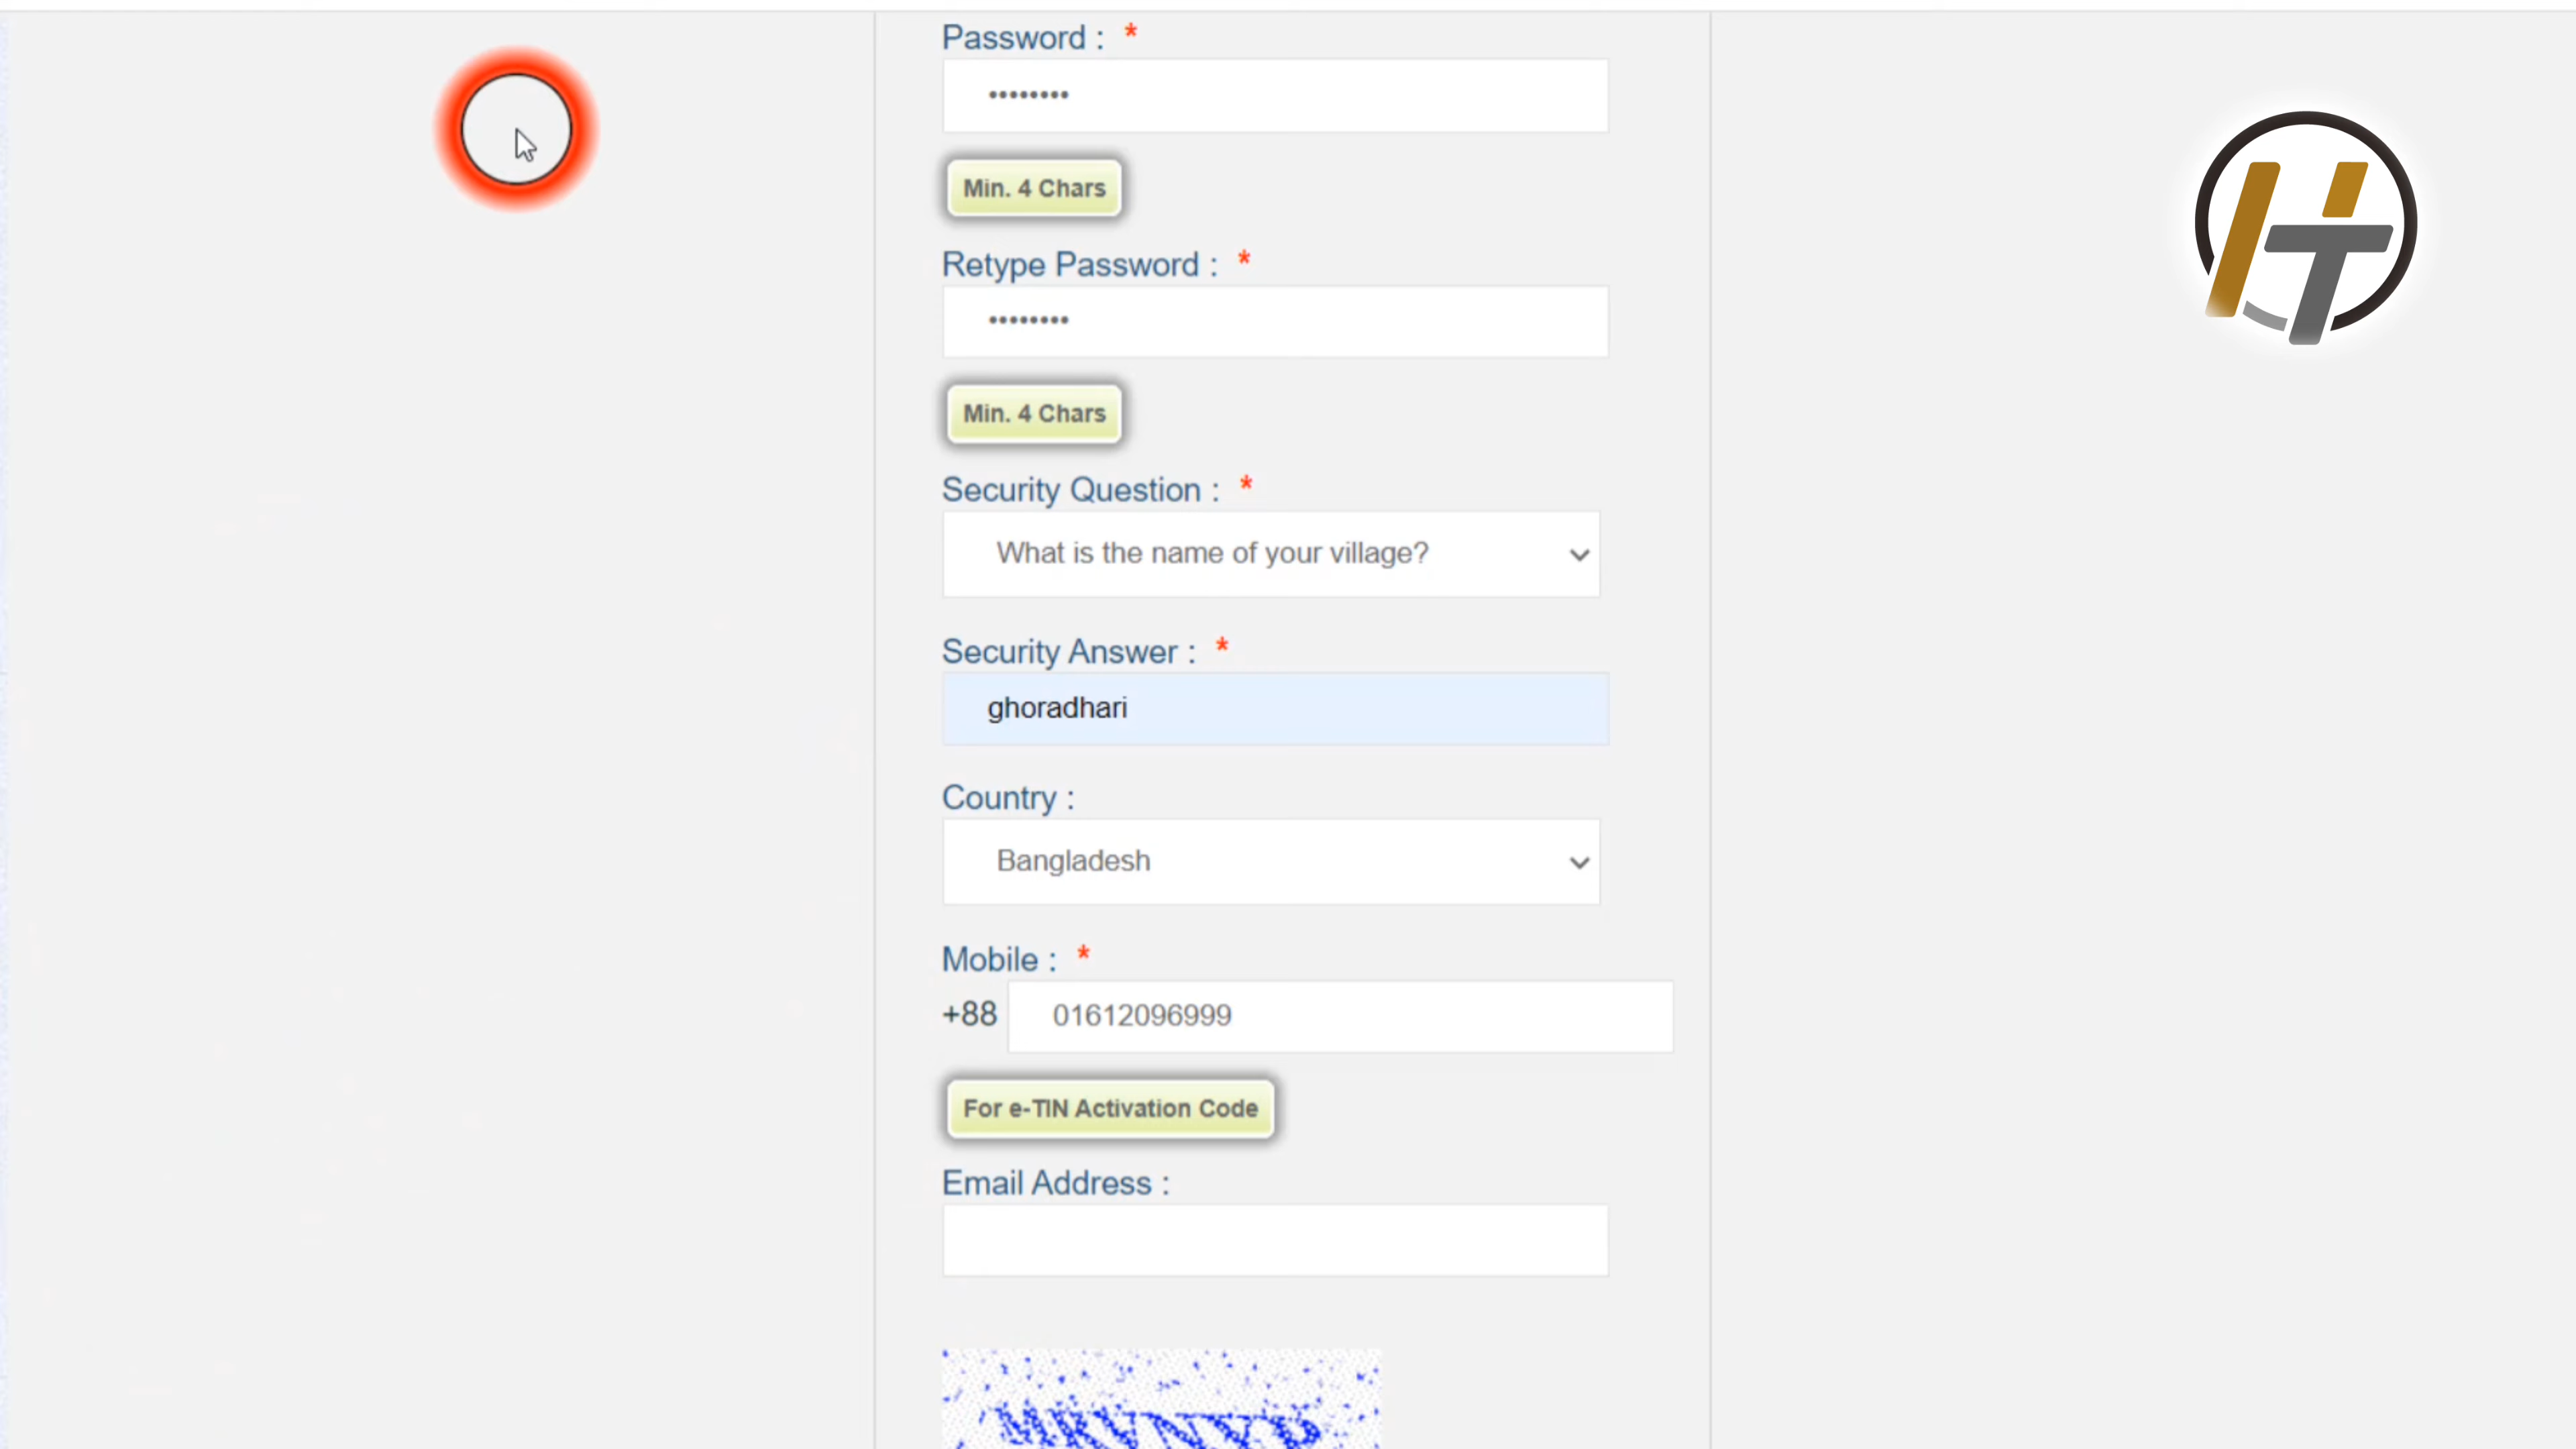 Password : *
••••••••
Min. 4 Chars
Retype Password : *
••••••••
Min. 4 Chars
Security Question : *
What is the name of your village?
Security Answer : *
ghoradhari
Country :
Bangladesh
Mobile : *
+88 01612096999
For e-TIN Activation Code
Email Address :
HT